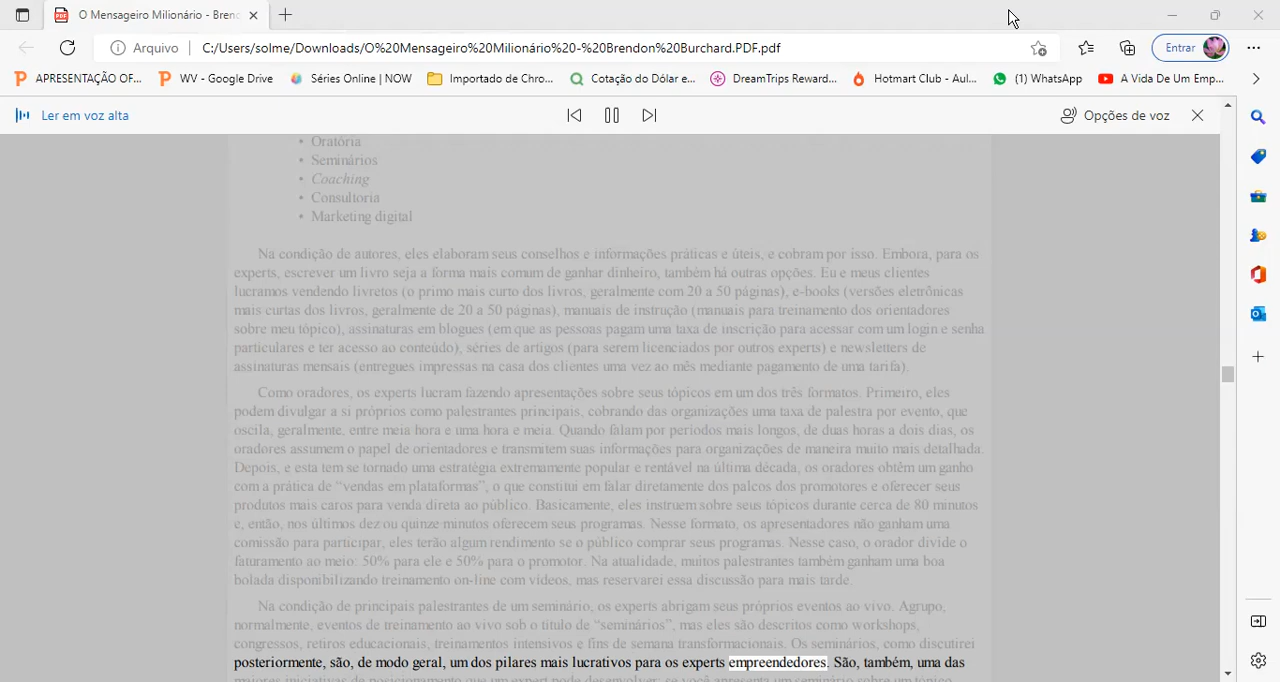 O Mensageiro Milionário - Bren
Arquivo
C:/Users/solme/Downloads/O%20Mensageiro%20Milionário%20-%20Brendon%20Burchard.PDF.pdf
Entrar
APRESENTAÇÃO OF...
WV - Google Drive
Séries Online | NOW
Importado de Chro...
Cotação do Dólar e...
DreamTrips Reward...
Hotmart Club - Aul...
(1) WhatsApp
A Vida De Um Emp...
Ler em voz alta
Opções de voz
• Oratória
• Seminários
• Coaching
• Consultoria
• Marketing digital
Na condição de autores, eles elaboram seus conselhos e informações práticas e úteis, e cobram por isso. Embora, para os
experts, escrever um livro seja a forma mais comum de ganhar dinheiro, também há outras opções. Eu e meus clientes
lucramos vendendo livretos (o primo mais curto dos livros, geralmente com 20 a 50 páginas), e-books (versões eletrônicas
mais curtas dos livros, geralmente de 20 a 50 páginas), manuais de instrução (manuais para treinamento dos orientadores
sobre meu tópico), assinaturas em blogues (em que as pessoas pagam uma taxa de inscrição para acessar com um login e senha
particulares e ter acesso ao conteúdo), séries de artigos (para serem licenciados por outros experts) e newsletters de
assinaturas mensais (entregues impressas na casa dos clientes uma vez ao mês mediante pagamento de uma tarifa).
Como oradores, os experts lucram fazendo apresentações sobre seus tópicos em um dos três formatos. Primeiro, eles
podem divulgar a si próprios como palestrantes principais, cobrando das organizações uma taxa de palestra por evento, que
oscila, geralmente, entre meia hora e uma hora e meia. Quando falam por períodos mais longos, de duas horas a dois dias, os
oradores assumem o papel de orientadores e transmitem suas informações para organizações de maneira muito mais detalhada.
Depois, e esta tem se tornado uma estratégia extremamente popular e rentável na última década, os oradores obtêm um ganho
com a prática de “vendas em plataformas”, o que constitui em falar diretamente dos palcos dos promotores e oferecer seus
produtos mais caros para venda direta ao público. Basicamente, eles instruem sobre seus tópicos durante cerca de 80 minutos
e, então, nos últimos dez ou quinze minutos oferecem seus programas. Nesse formato, os apresentadores não ganham uma
comissão para participar, eles terão algum rendimento se o público comprar seus programas. Nesse caso, o orador divide o
faturamento ao meio: 50% para ele e 50% para o promotor. Na atualidade, muitos palestrantes também ganham uma boa
bolada disponibilizando treinamento on-line com vídeos, mas reservarei essa discussão para mais tarde.
Na condição de principais palestrantes de um seminário, os experts abrigam seus próprios eventos ao vivo. Agrupo,
normalmente, eventos de treinamento ao vivo sob o título de “seminários”, mas eles são descritos como workshops,
congressos, retiros educacionais, treinamentos intensivos e fins de semana transformacionais. Os seminários, como discutirei
posteriormente, são, de modo geral, um dos pilares mais lucrativos para os experts empreendedores. São, também, uma das
maiores iniciativas de posicionamento que um expert pode desenvolver: se você apresenta um seminário sobre um tópico